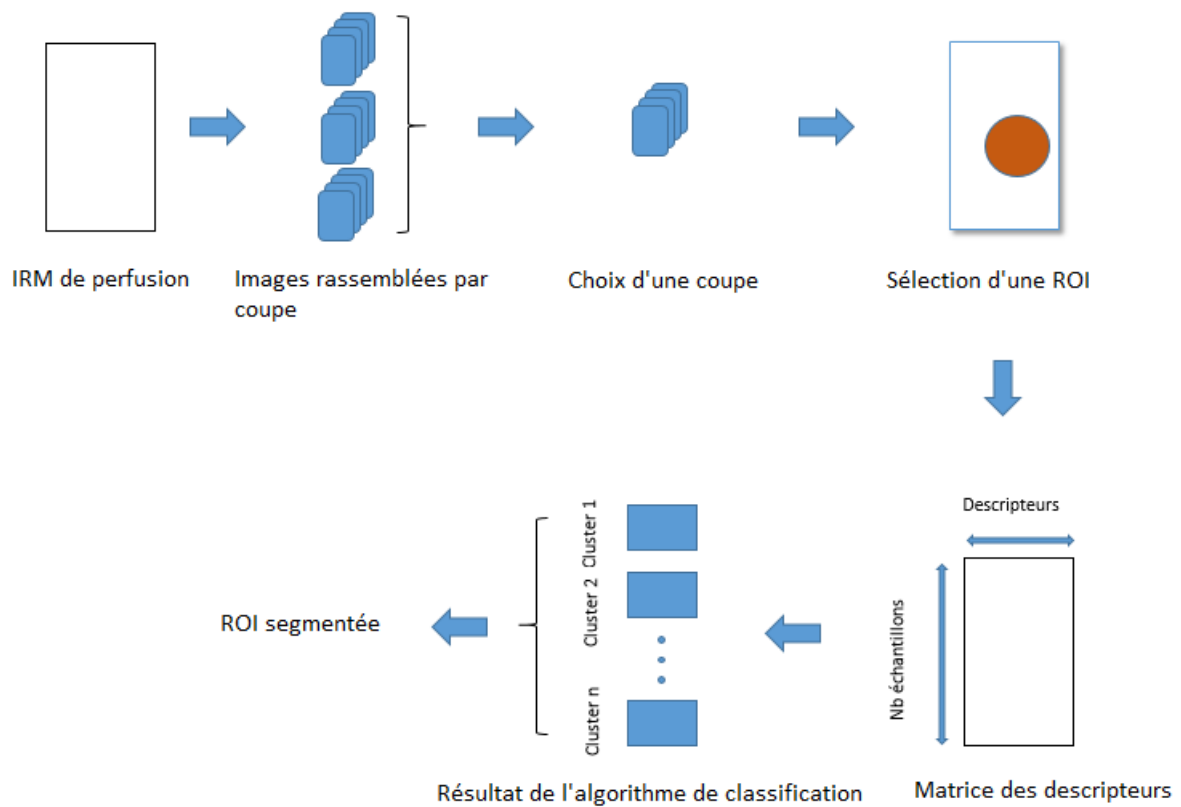 IRM de perfusion
Images rassemblées par
coupe
Choix d'une coupe
Sélection d'une ROI
Descripteurs
Nb échantillons
Matrice des descripteurs
Cluster 1
Cluster 2
Cluster n
Résultat de l'algorithme de classification
ROI segmentée